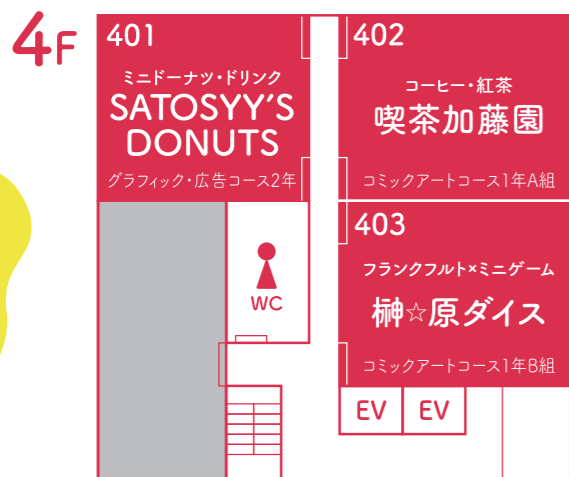 4F
401
ミニドーナツ・ドリンク
SATOSYY'S
DONUTS
グラフィック・広告コース2年
402
コーヒー・紅茶
喫茶加藤園
コミックアートコース1年A組
403
フランクフルト×ミニゲーム
榊☆原ダイス
コミックアートコース1年B組
WC
EV
EV